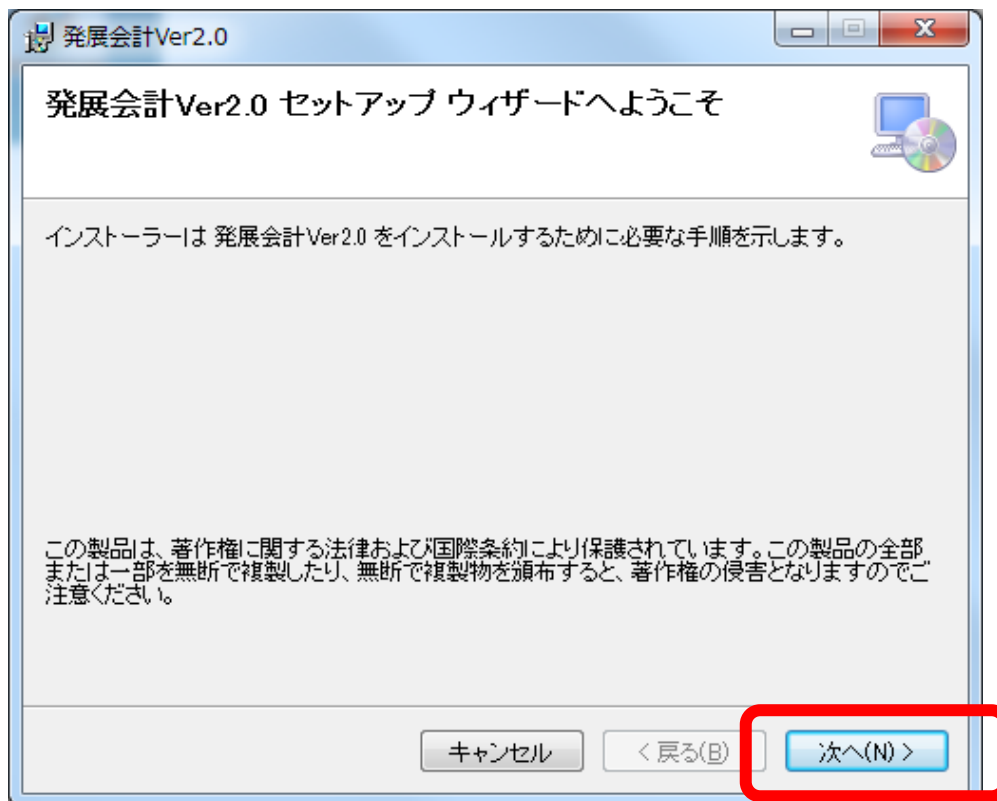 発展会計Ver2.0
発展会計Ver2.0 セットアップ ウィザードへようこそ
インストーラーは 発展会計Ver2.0 をインストールするために必要な手順を示します。
この製品は、著作権に関する法律および国際条約により保護されています。この製品の全部
または一部を無断で複製したり、無断で複製物を頒布すると、著作権の侵害となりますのでご
注意ください。
キャンセル
< 戻る(B)
次へ(N) >